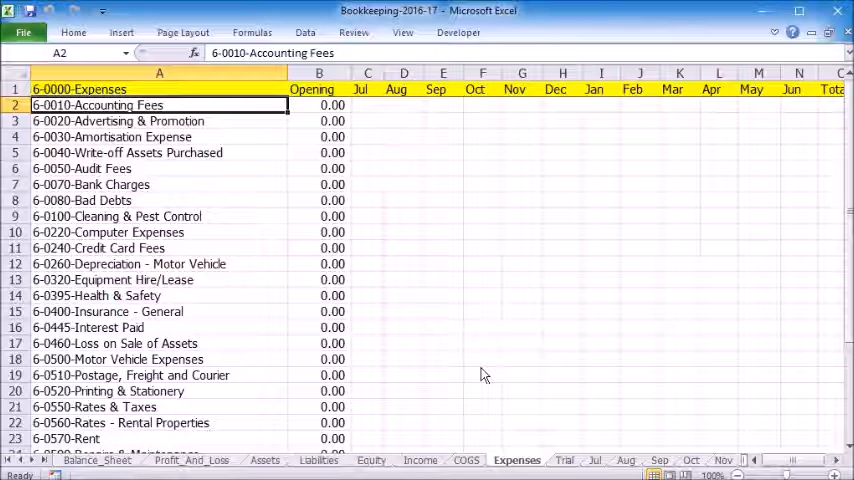 Bookkeeping-2016-17 - Microsoft Excel
File Home Insert Page Layout Formulas Data Review View Developer
A2 fx 6-0010-Accounting Fees
A B C D E F G H I J K L M N
1 6-0000-Expenses Opening Jul Aug Sep Oct Nov Dec Jan Feb Mar Apr May Jun
2 6-0010-Accounting Fees 0.00
3 6-0020-Advertising & Promotion 0.00
4 6-0030-Amortisation Expense 0.00
5 6-0040-Write-off Assets Purchased 0.00
6 6-0050-Audit Fees 0.00
7 6-0070-Bank Charges 0.00
8 6-0080-Bad Debts 0.00
9 6-0100-Cleaning & Pest Control 0.00
10 6-0220-Computer Expenses 0.00
11 6-0240-Credit Card Fees 0.00
12 6-0260-Depreciation - Motor Vehicle 0.00
13 6-0320-Equipment Hire/Lease 0.00
14 6-0395-Health & Safety 0.00
15 6-0400-Insurance - General 0.00
16 6-0445-Interest Paid 0.00
17 6-0460-Loss on Sale of Assets 0.00
18 6-0500-Motor Vehicle Expenses 0.00
19 6-0510-Postage, Freight and Courier 0.00
20 6-0520-Printing & Stationery 0.00
21 6-0550-Rates & Taxes 0.00
22 6-0560-Rates - Rental Properties 0.00
23 6-0570-Rent 0.00
Balance_Sheet Profit_And_Loss Assets Liabilities Equity Income COGS Expenses Trial Jul Aug Sep Oct Nov
Ready 100%